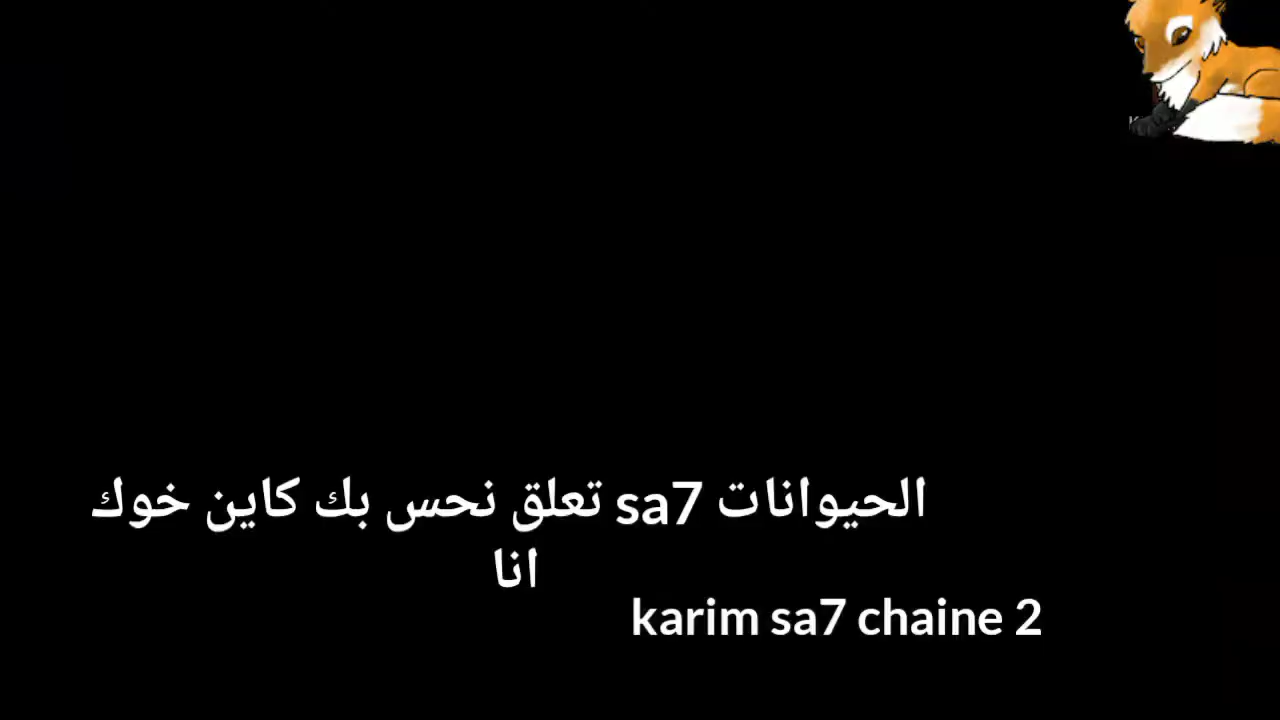 الحيوانات sa7 تعلق نحس بك كاين خوك
انا
karim sa7 chaine 2